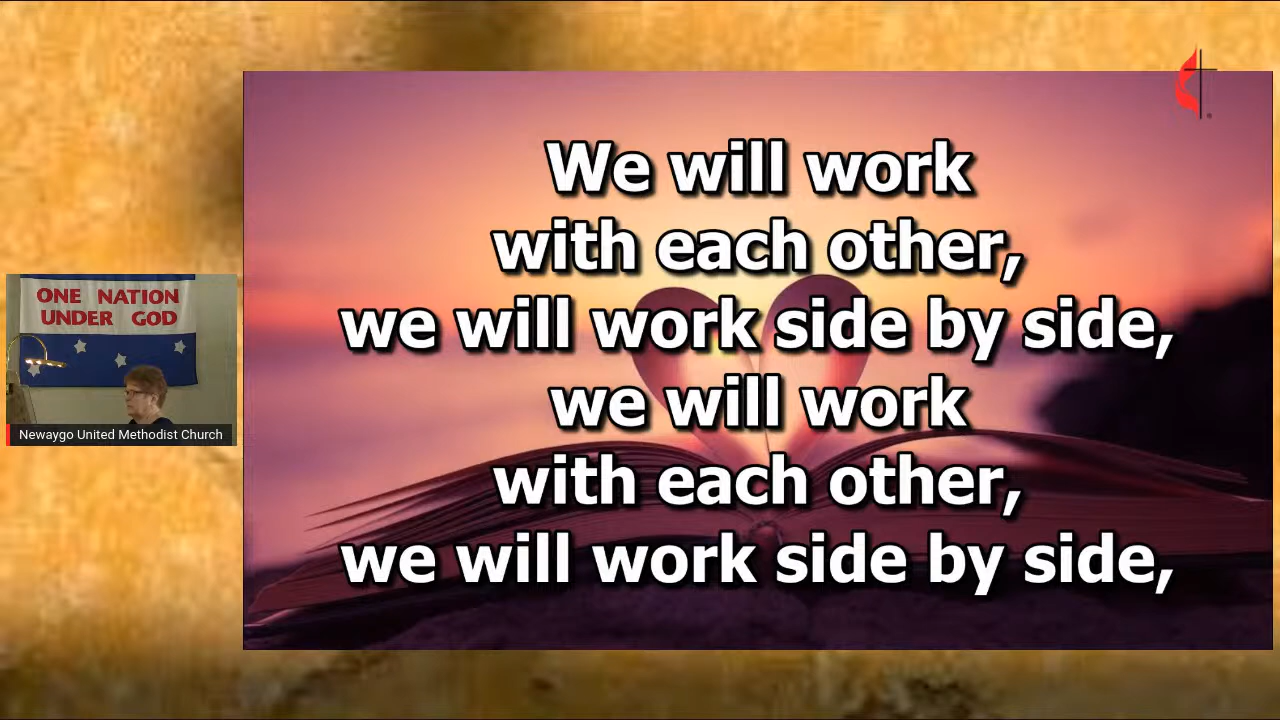 ONE NATION
UNDER GOD
Newaygo United Methodist Church
We will work
with each other,
we will work side by side,
we will work
with each other,
we will work side by side,